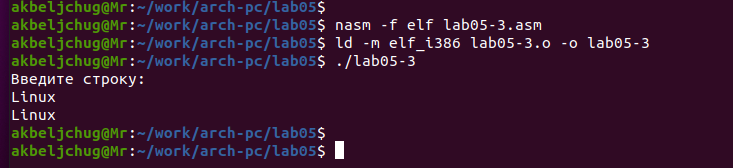 akbeljchug@Mr:~/work/arch-pc/lab05$
akbeljchug@Mr:~/work/arch-pc/lab05$ nasm -f elf lab05-3.asm
akbeljchug@Mr:~/work/arch-pc/lab05$ ld -m elf_i386 lab05-3.o -o lab05-3
akbeljchug@Mr:~/work/arch-pc/lab05$ ./lab05-3
Введите строку:
Linux
Linux
akbeljchug@Mr:~/work/arch-pc/lab05$
akbeljchug@Mr:~/work/arch-pc/lab05$